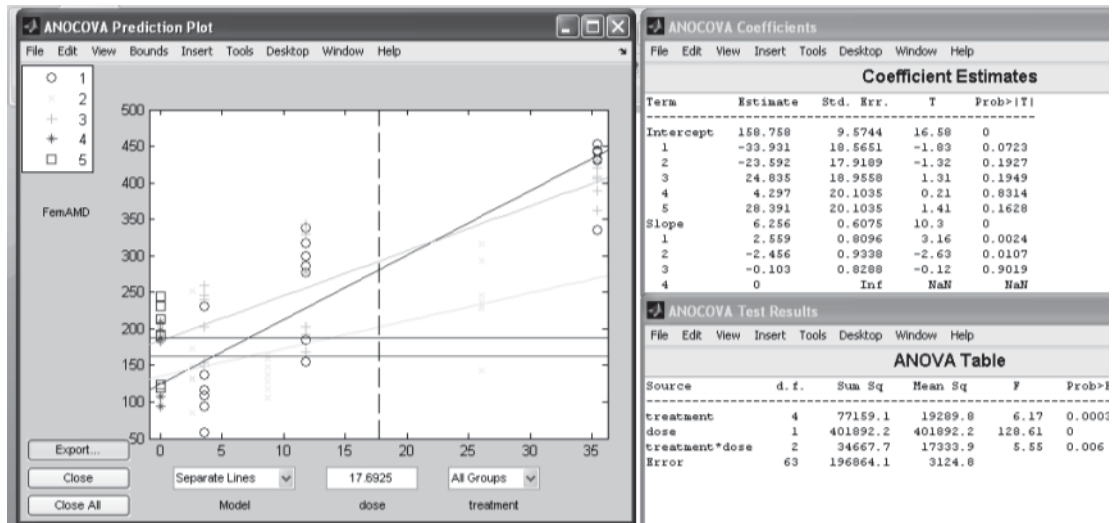 ANOCOVA Prediction Plot
File Edit View Bounds Insert Tools Desktop Window Help
1
2
3
4
5
FemAMD
500
450
400
350
300
250
200
150
100
50
0 5 10 15 20 25 30 35
Export...
Close
Close All
Separate Lines 17.6925 All Groups
Model dose treatment
ANOCOVA Coefficients
File Edit View Insert Tools Desktop Window Help
Coefficient Estimates
Term Estimate Std. Err. T Prob>|T|
Intercept 158.758 9.5744 16.58 0
1 -33.931 18.5651 -1.83 0.0723
2 -23.592 17.9189 -1.32 0.1927
3 24.835 18.9558 1.31 0.1949
4 4.297 20.1035 0.21 0.8314
5 28.391 20.1035 1.41 0.1628
Slope 6.256 0.6075 10.3 0
1 2.559 0.8096 3.16 0.0024
2 -2.456 0.9338 -2.63 0.0107
3 -0.103 0.8288 -0.12 0.9019
4 0 Inf NaN NaN
ANOCOVA Test Results
File Edit View Insert Tools Desktop Window Help
ANOVA Table
Source d.f. Sum Sq Mean Sq F Prob>F
treatment 4 77159.1 19289.8 6.17 0.0003
dose 1 401892.2 401892.2 128.61 0
treatment*dose 2 34667.7 17333.9 5.55 0.006
Error 63 196864.1 3124.8